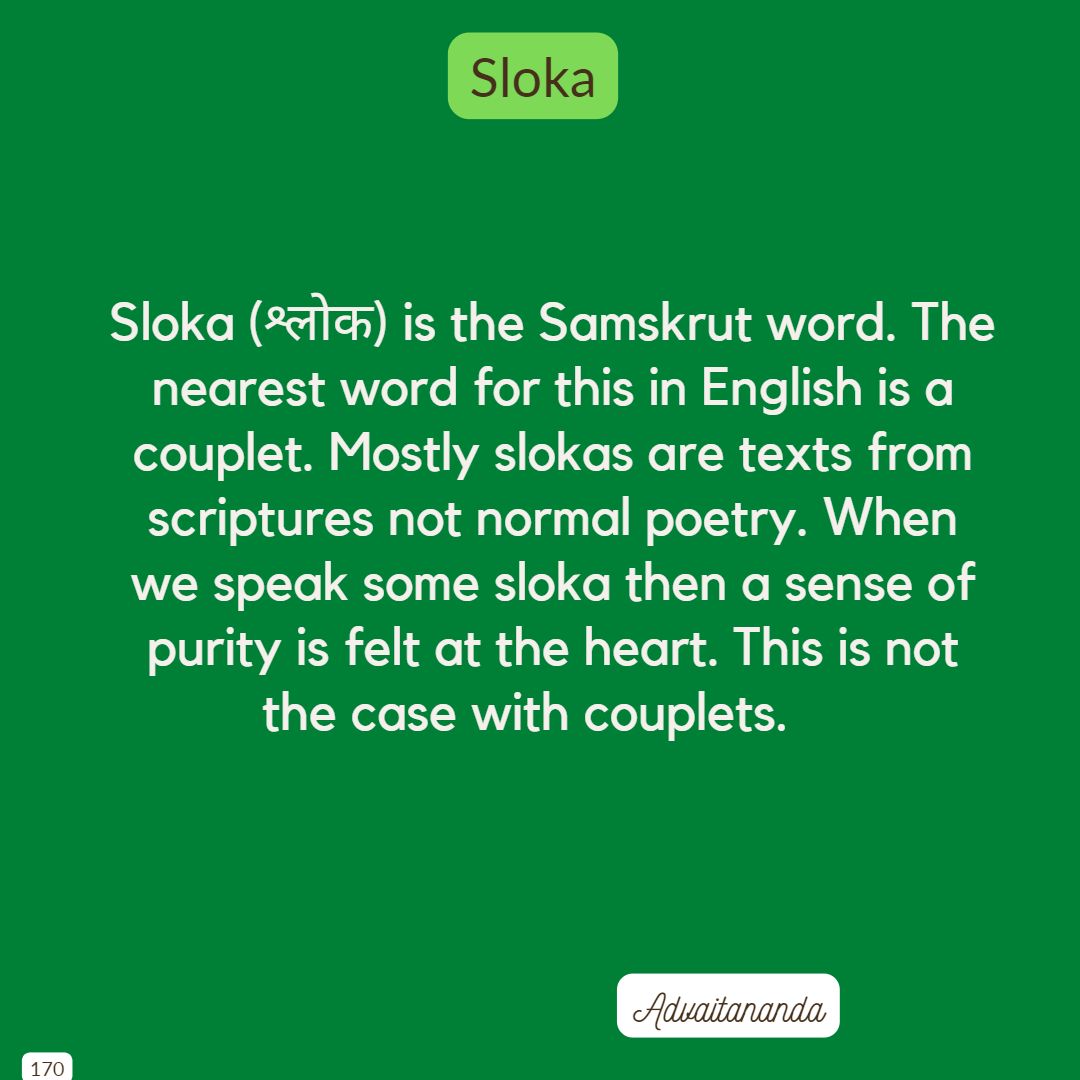 Sloka
Sloka (श्लोक) is the Samskrut word. The
nearest word for this in English is a
couplet. Mostly slokas are texts from
scriptures not normal poetry. When
we speak some sloka then a sense of
purity is felt at the heart. This is not
the case with couplets.
Advaitananda
170